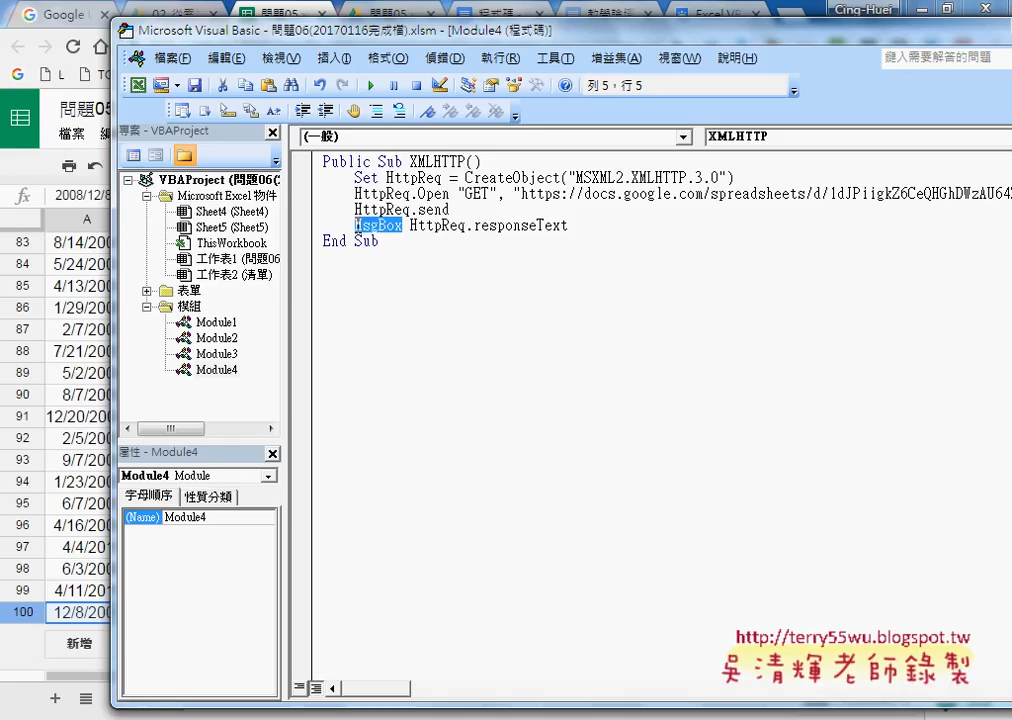 Google
問題05
程式碼
Excel VB
Cing-Huei
Microsoft Visual Basic - 問題06(20170116完成檔).xlsm - [Module4 (程式碼)]
檔案(F) 編輯(E) 檢視(V) 插入(I) 格式(O) 偵錯(D) 執行(R) 工具(T) 增益集(A) 視窗(W) 說明(H)
鍵入需要解答的問題
列 5，行 5
問題05
檔案
專案 - VBAProject
(一般)
XMLHTTP
VBAProject (問題06(
Microsoft Excel 物件
Sheet4 (Sheet4)
Sheet5 (Sheet5)
ThisWorkbook
工作表1 (問題06
工作表2 (清單)
表單
模組
Module1
Module2
Module3
Module4
Public Sub XMLHTTP()
Set HttpReq = CreateObject("MSXML2.XMLHTTP.3.0")
HttpReq.Open "GET", "https://docs.google.com/spreadsheets/d/1dJPiigkZ6CeQHGhDWzAU64
HttpReq.send
MsgBox HttpReq.responseText
End Sub
屬性 - Module4
Module4 Module
字母順序 性質分類
(Name) Module4
fx 2008/12/8
A
83 8/14/200
84 5/24/200
85 4/13/200
86 1/29/200
87 2/7/200
88 7/21/200
89 5/2/200
90 8/7/200
91 12/20/200
92 2/5/200
93 9/7/200
94 1/23/200
95 6/7/200
96 4/16/200
97 4/4/201
98 6/3/200
99 4/11/201
100 12/8/200
新增
http://terry55wu.blogspot.tw
吳清輝老師錄製